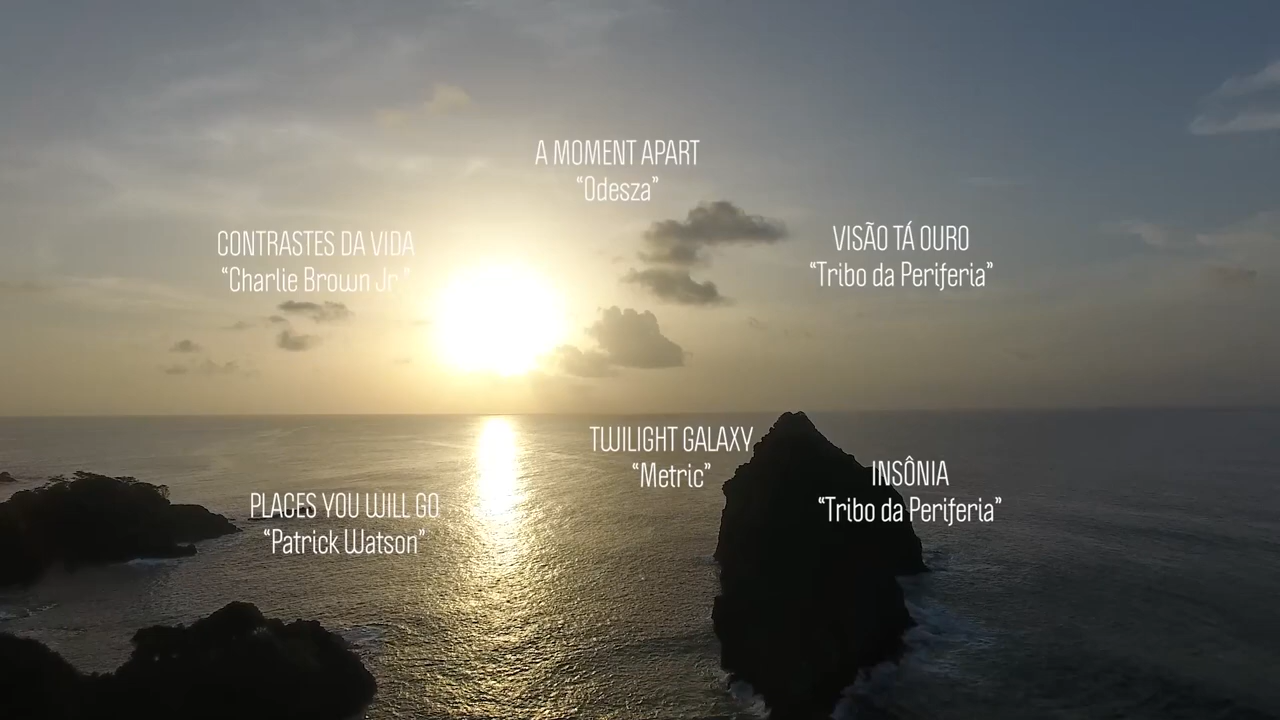 A MOMENT APART
“Odesza”
CONTRASTES DA VIDA
“Charlie Brown Jr.”
VISÃO TÁ OURO
“Tribo da Periferia”
TWILIGHT GALAXY
“Metric”
INSÔNIA
“Tribo da Periferia”
PLACES YOU WILL GO
“Patrick Watson”